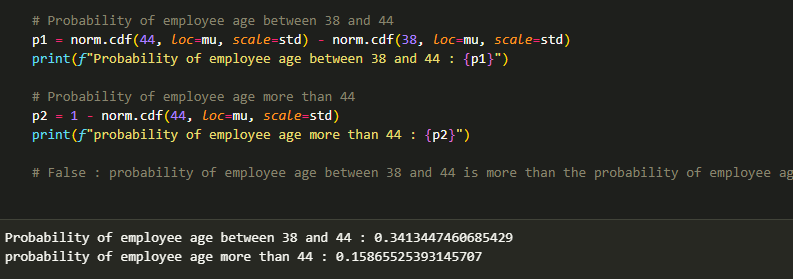 # Probability of employee age between 38 and 44
p1 = norm.cdf(44, loc=mu, scale=std) - norm.cdf(38, loc=mu, scale=std)
print(f"Probability of employee age between 38 and 44 : {p1}")
# Probability of employee age more than 44
p2 = 1 - norm.cdf(44, loc=mu, scale=std)
print(f"probability of employee age more than 44 : {p2}")
# False : probability of employee age between 38 and 44 is more than the probability of employee ag
Probability of employee age between 38 and 44 : 0.3413447460685429
probability of employee age more than 44 : 0.15865525393145707